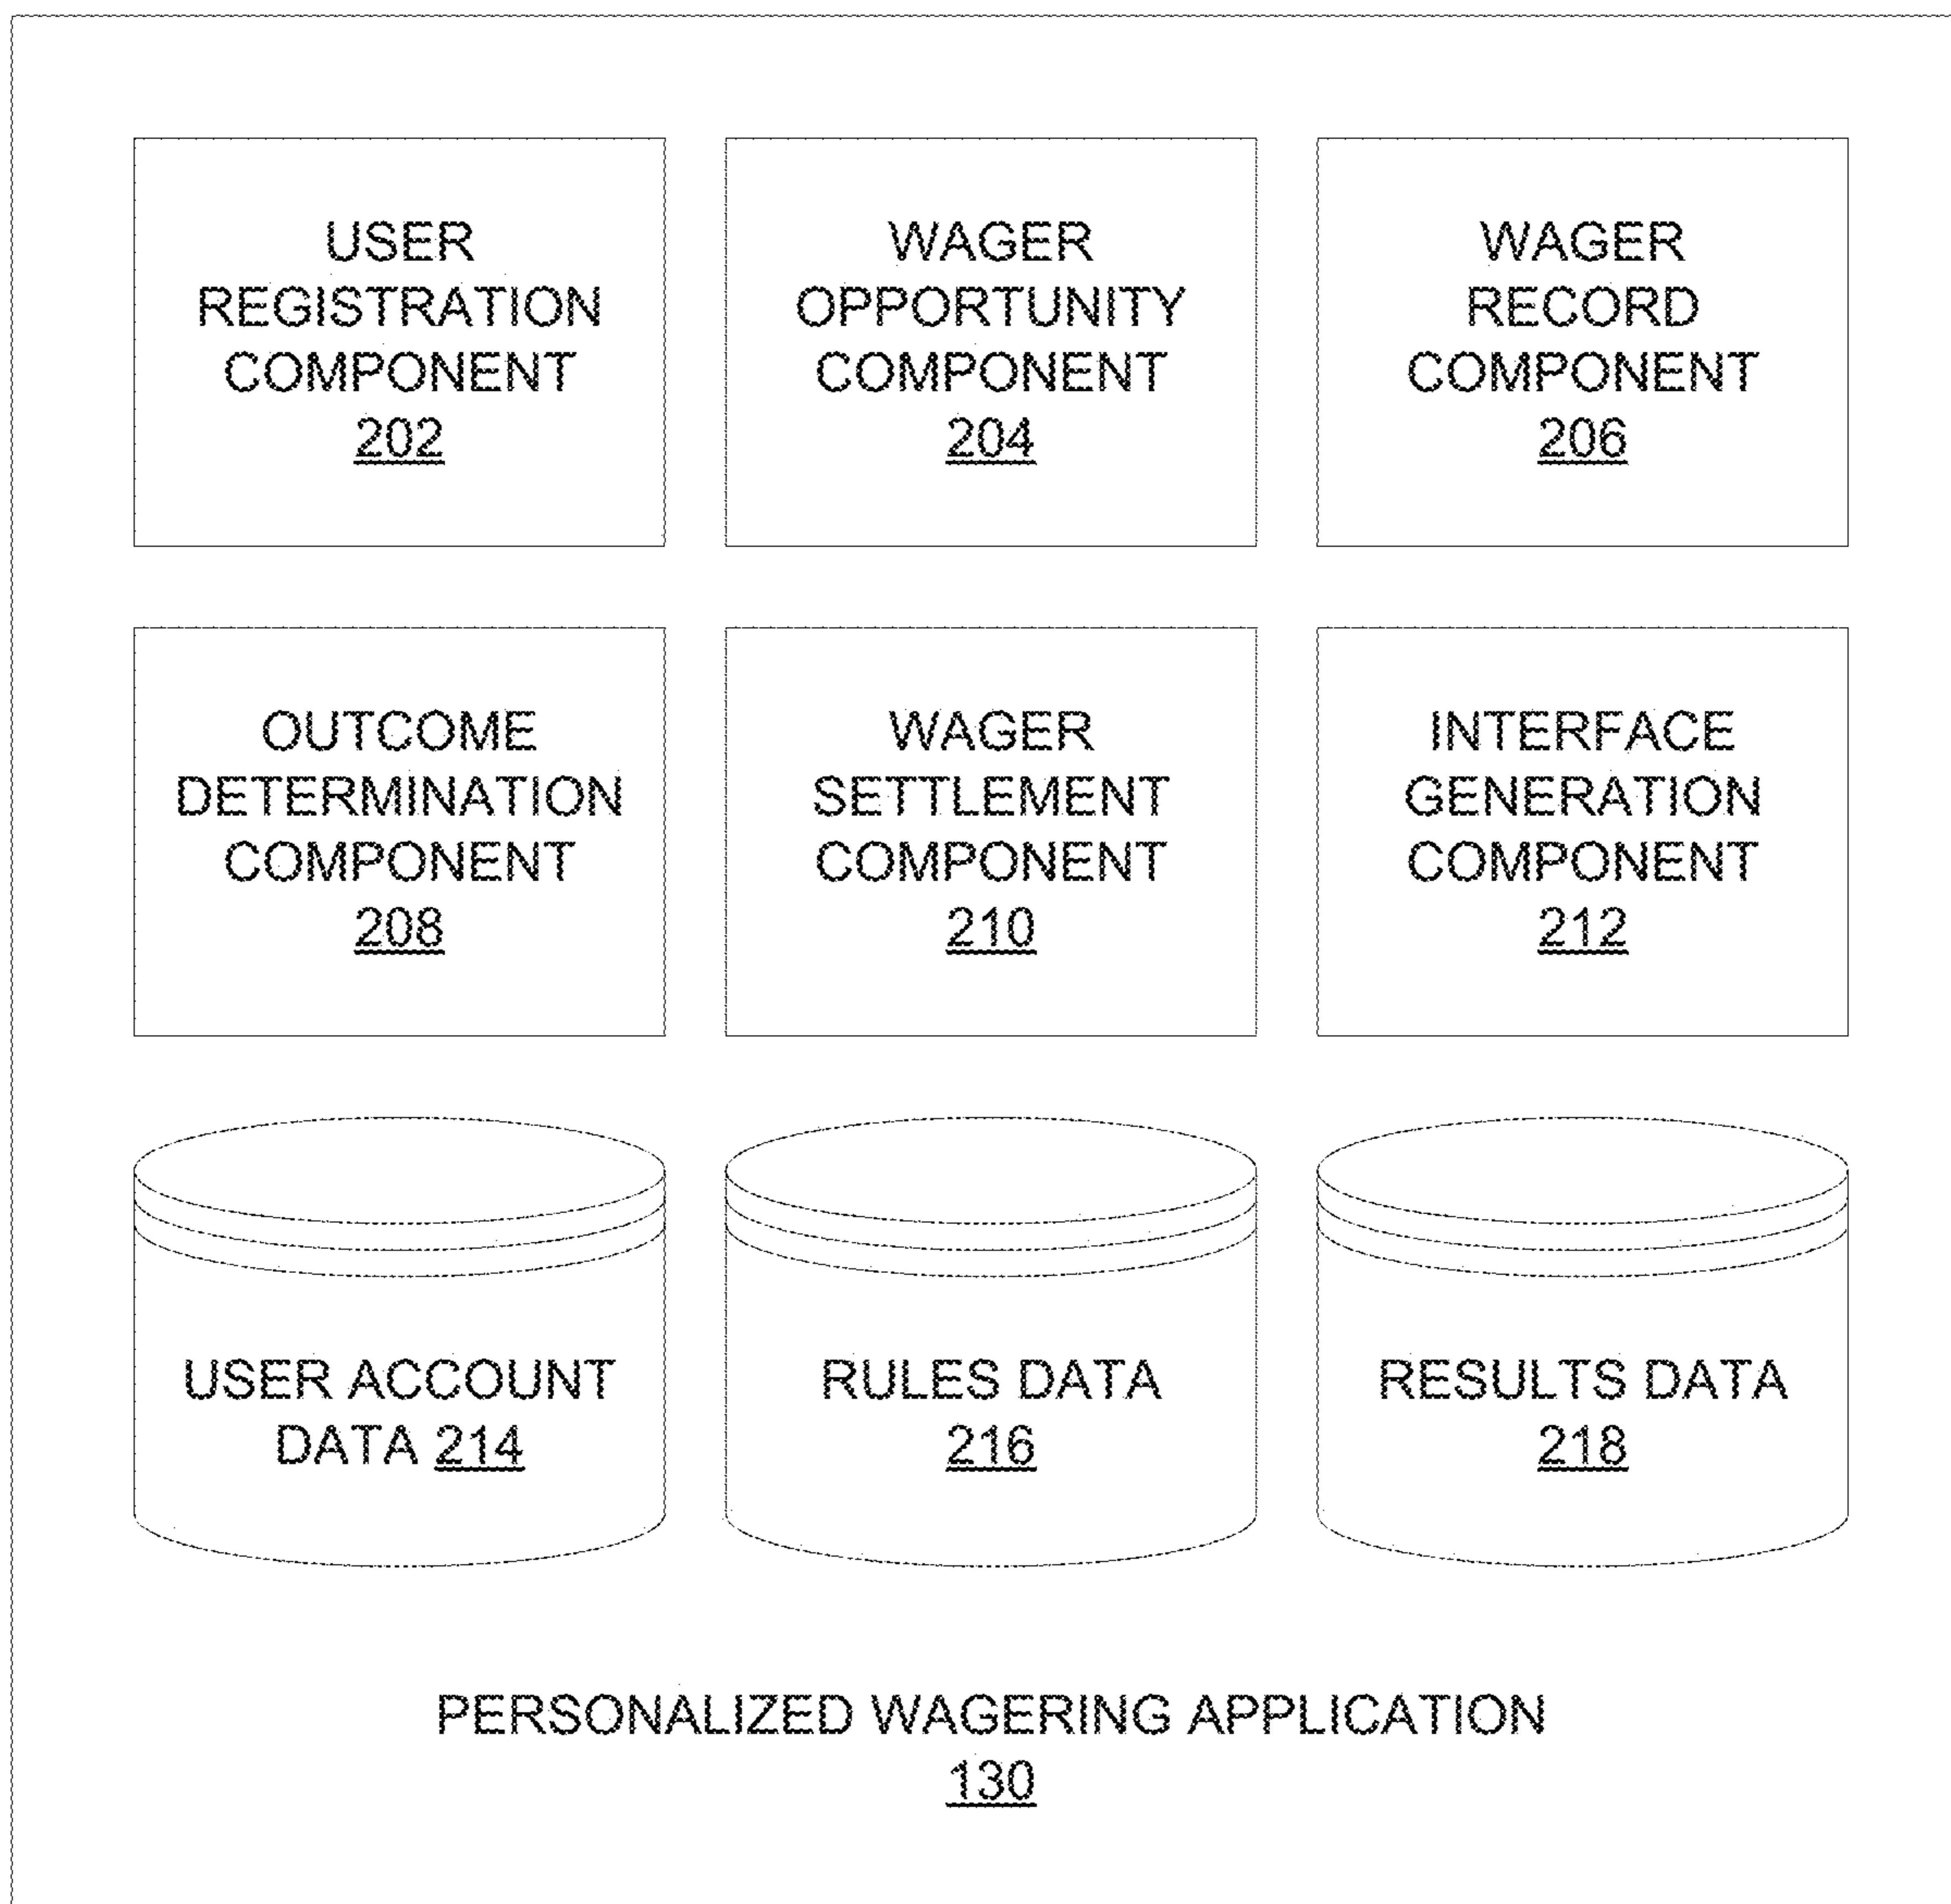 USER
REGISTRATION
COMPONENT
202
WAGER
OPPORTUNITY
COMPONENT
204
WAGER
RECORD
COMPONENT
206
OUTCOME
DETERMINATION
COMPONENT
208
WAGER
SETTLEMENT
COMPONENT
210
INTERFACE
GENERATION
COMPONENT
212
USER ACCOUNT
DATA 214
RULES DATA
216
RESULTS DATA
218
PERSONALIZED WAGERING APPLICATION
130